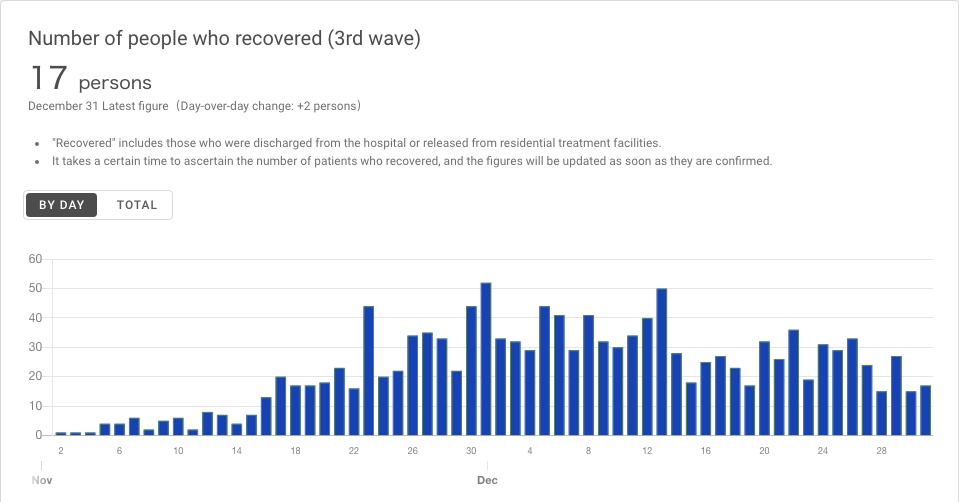 Number of people who recovered (3rd wave)
17 persons
December 31 Latest figure (Day-over-day change: +2 persons)
• "Recovered" includes those who were discharged from the hospital or released from residential treatment facilities.
• It takes a certain time to ascertain the number of patients who recovered, and the figures will be updated as soon as they are confirmed.
BY DAY TOTAL
60
50
40
30
20
10
0
2 6 10 14 18 22 26 30 4 8 12 16 20 24 28
Nov Dec